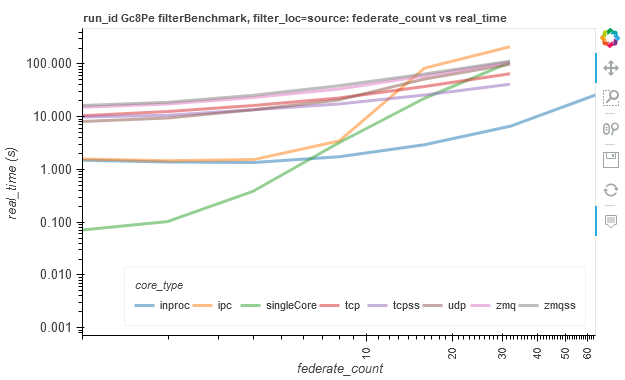 run_id Gc8Pe filterBenchmark, filter_loc=source: federate_count vs real_time
real_time (s)
100.000
10.000
1.000
0.100
0.010
0.001
core_type
inproc ipc singleCore tcp tcpss udp zmq zmqss
10 20 30 40 50 60
federate_count